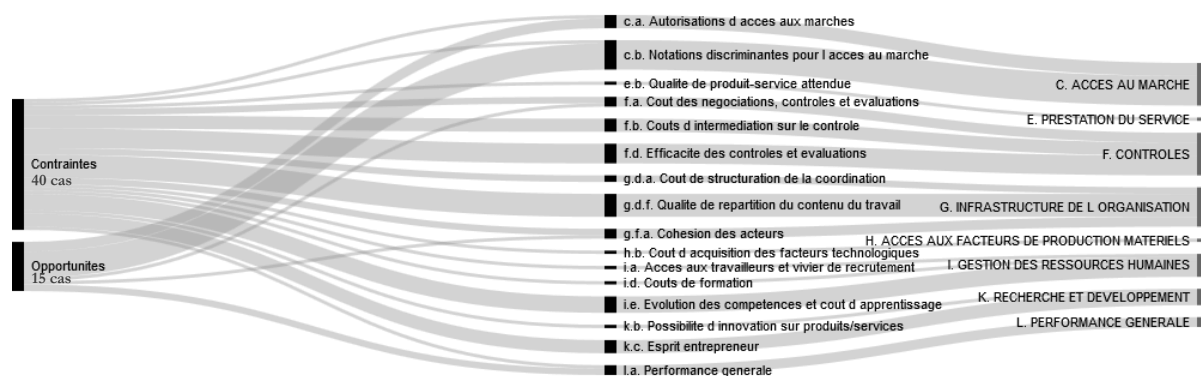 Contraintes
40 cas
Opportunites
15 cas
c.a. Autorisations d acces aux marches
c.b. Notations discriminantes pour l acces au marche
e.b. Qualite de produit-service attendue
f.a. Cout des negociations, controles et evaluations
f.b. Couts d intermediation sur le controle
f.d. Efficacite des controles et evaluations
g.d.a. Cout de structuration de la coordination
g.d.f. Qualite de repartition du contenu du travail
g.f.a. Cohesion des acteurs
h.b. Cout d acquisition des facteurs technologiques
i.a. Acces aux travailleurs et vivier de recrutement
i.d. Couts de formation
i.e. Evolution des competences et cout d apprentissage
k.b. Possibilite d innovation sur produits/services
k.c. Esprit entrepreneur
l.a. Performance generale
C. ACCES AU MARCHE
E. PRESTATION DU SERVICE
F. CONTROLES
G. INFRASTRUCTURE DE L ORGANISATION
H. ACCES AUX FACTEURS DE PRODUCTION MATERIELS
I. GESTION DES RESSOURCES HUMAINES
K. RECHERCHE ET DEVELOPPEMENT
L. PERFORMANCE GENERALE